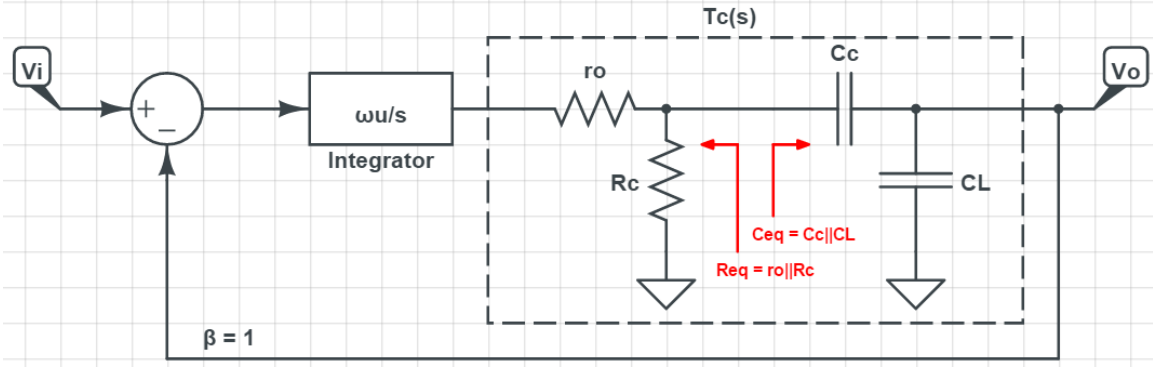 Tc(s)
Vi
ro
Cc
Vo
+
−
ωu/s
Integrator
Rc
CL
Ceq = Cc||CL
Req = ro||Rc
β = 1